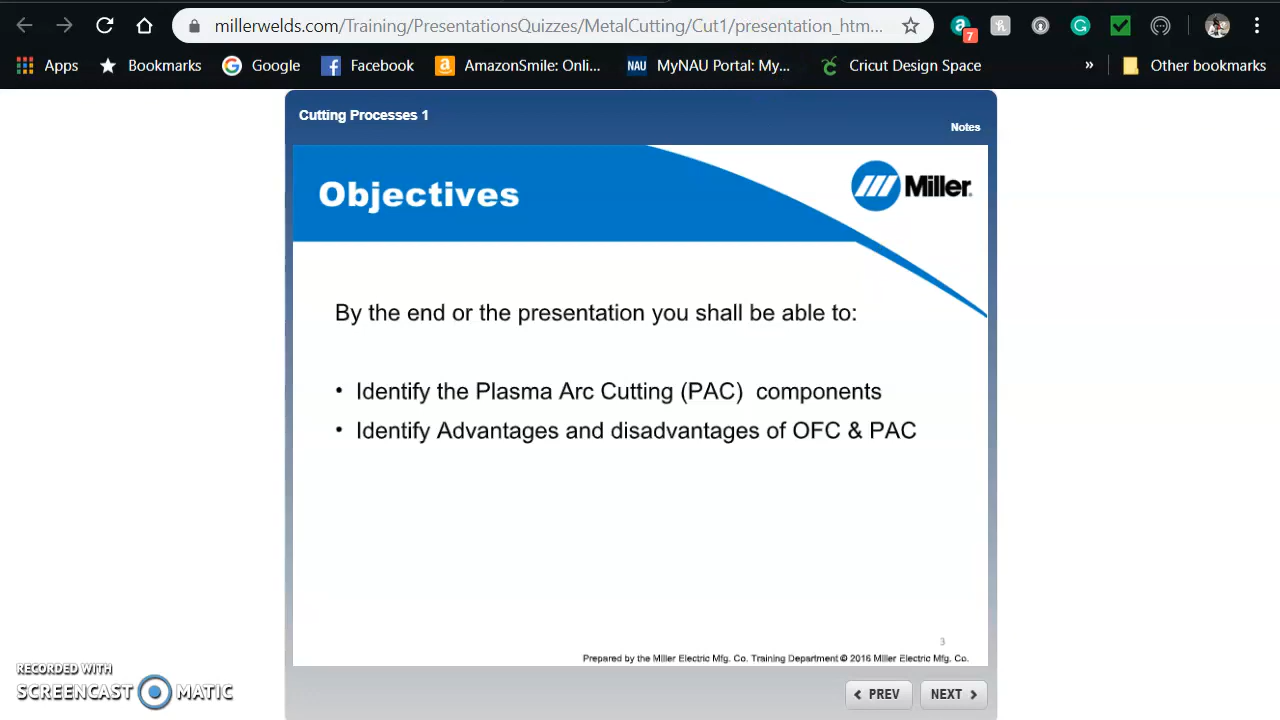 millerwelds.com/Training/PresentationsQuizzes/MetalCutting/Cut1/presentation_htm...
7
Apps Bookmarks Google Facebook AmazonSmile: Onli... NAU MyNAU Portal: My... Cricut Design Space » Other bookmarks
Cutting Processes 1
Notes
Objectives
Miller®
By the end or the presentation you shall be able to:
• Identify the Plasma Arc Cutting (PAC) components
• Identify Advantages and disadvantages of OFC & PAC
3
Prepared by the Miller Electric Mfg. Co. Training Department © 2016 Miller Electric Mfg. Co.
RECORDED WITH
SCREENCAST MATIC
PREV NEXT